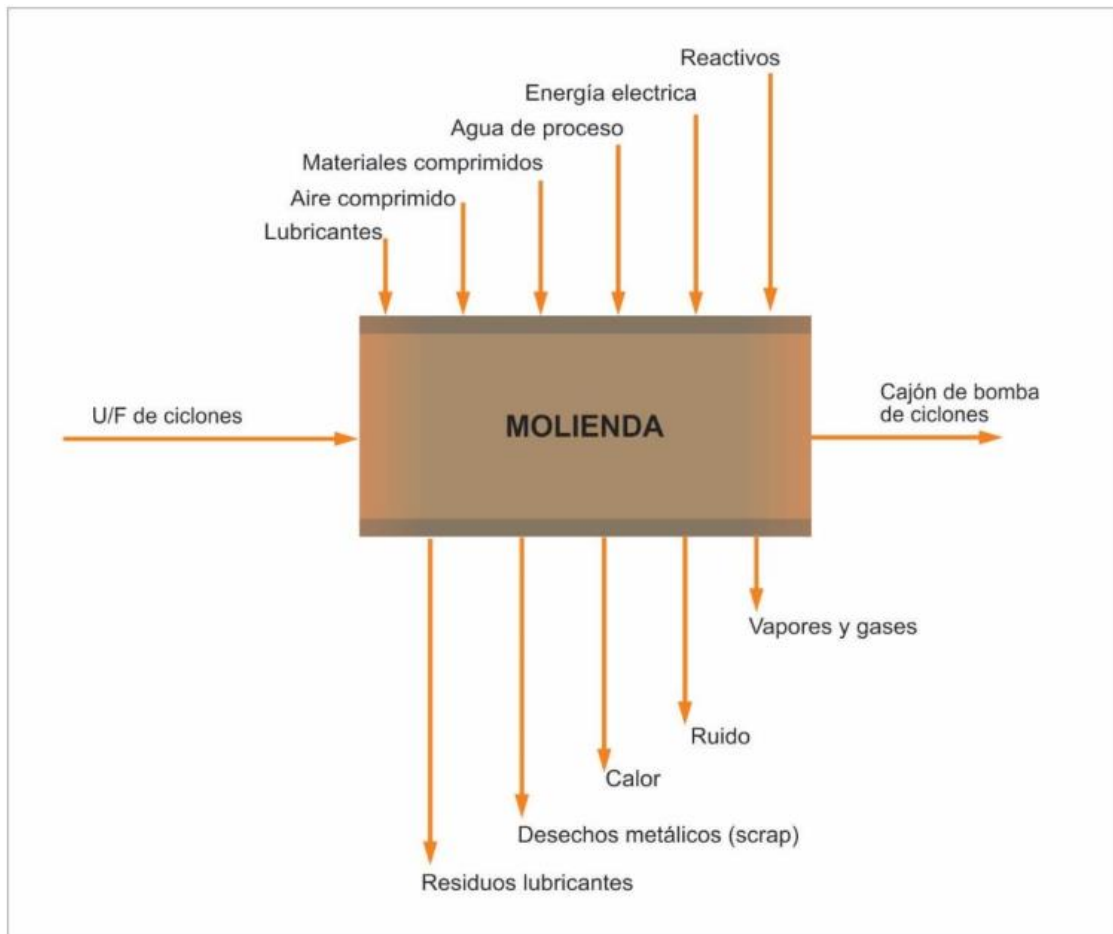 Reactivos
Energía electrica
Agua de proceso
Materiales comprimidos
Aire comprimido
Lubricantes
U/F de ciclones
MOLIENDA
Cajón de bomba
de ciclones
Vapores y gases
Ruido
Calor
Desechos metálicos (scrap)
Residuos lubricantes